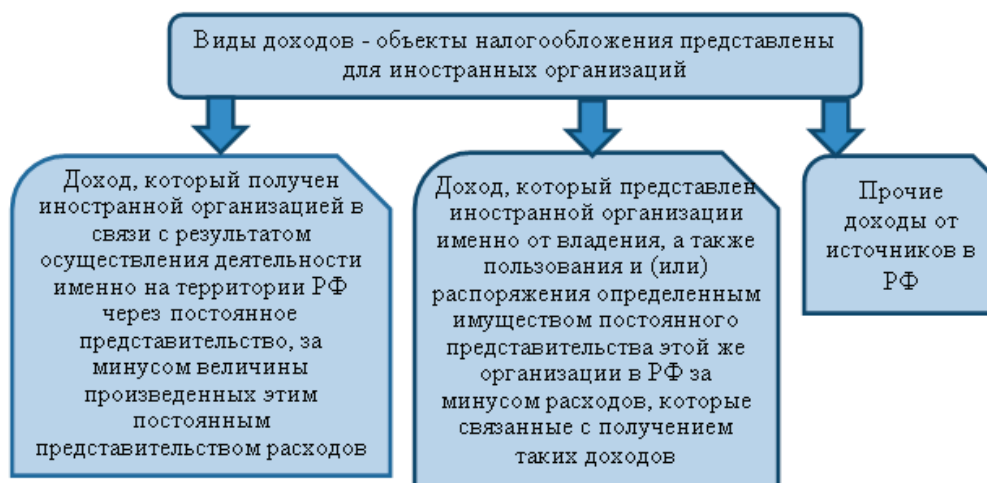 Виды доходов - объекты налогообложения представлены
для иностранных организаций
Доход, который получен
иностранной организацией в
связи с результатом
осуществления деятельности
именно на территории РФ
через постоянное
представительство, за
минусом величины
произведенных этим
постоянным
представительством расходов
Доход, который представлен
иностранной организации
именно от владения, а также
пользования и (или)
распоряжения определенным
имуществом постоянного
представительства этой же
организации в РФ за
минусом расходов, которые
связанные с получением
таких доходов
Прочие
доходы от
источников в
РФ